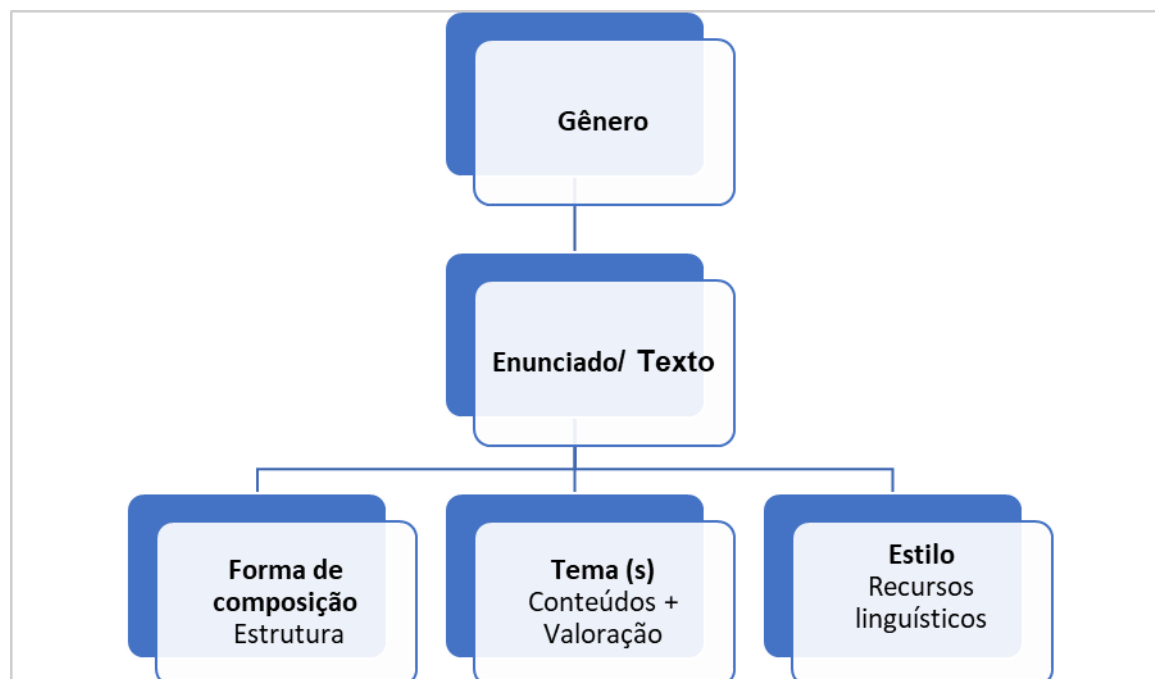 Gênero
Enunciado/ Texto
Forma de
composição
Estrutura
Tema (s)
Conteúdos +
Valoração
Estilo
Recursos
linguísticos